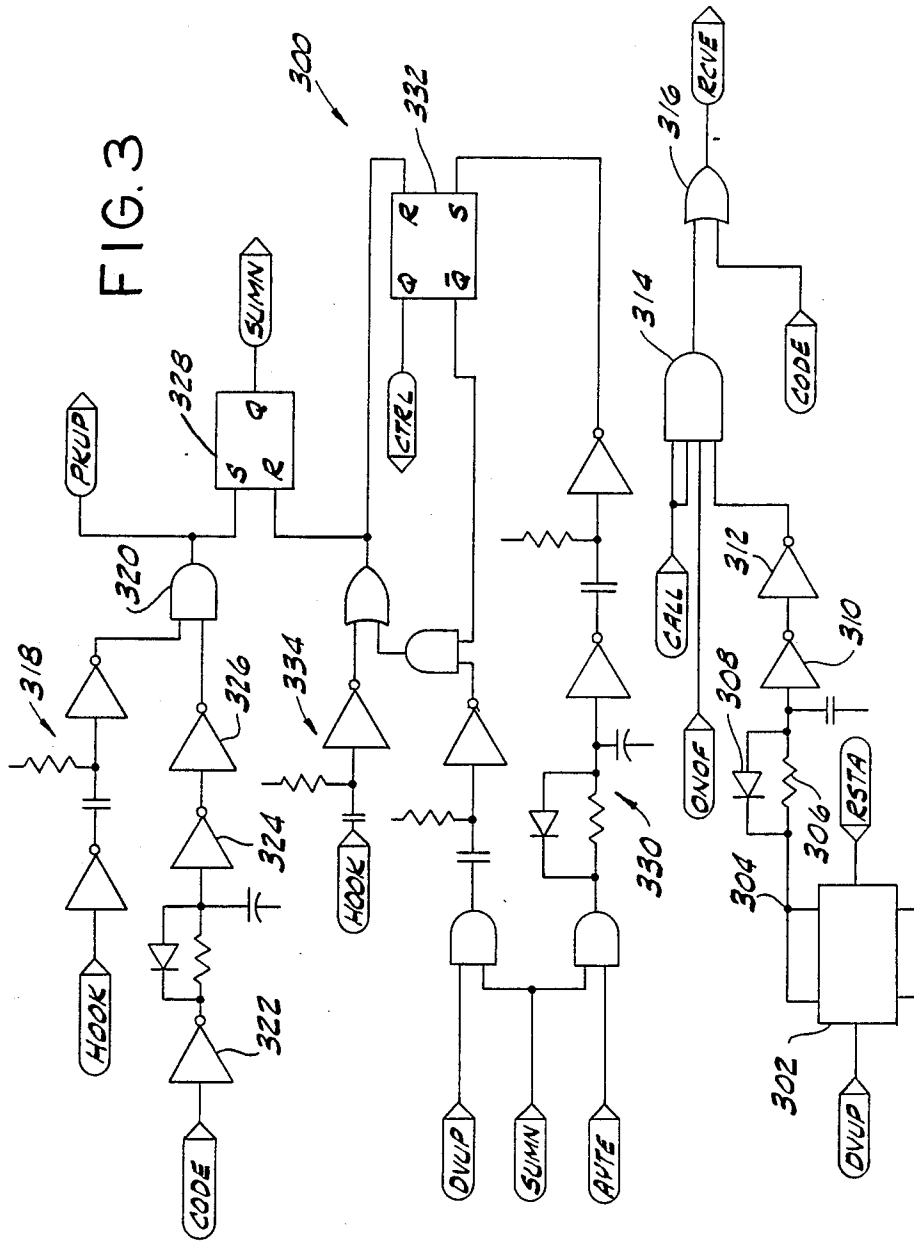 FIG. 3
300
PKUP
HOOK
318
320
328
S
Q
R
SUMN
CODE
322
324
326
HOOK
334
CTRL
Q
R
Q̅
S
332
DVUP
SUMN
AYTE
330
CALL
ONOF
314
316
RCVE
CODE
308
304
306
310
312
DVUP
302
RSTA